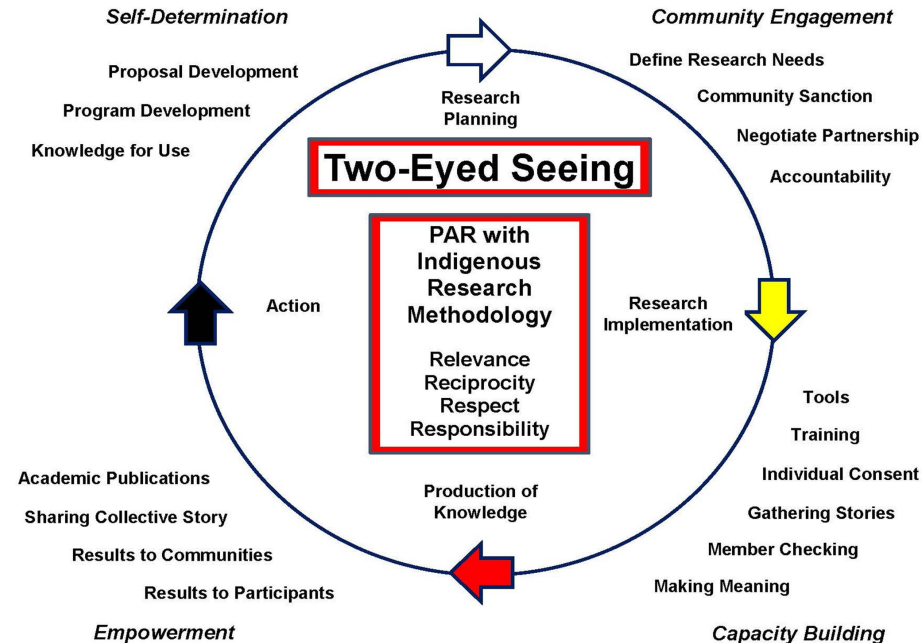 Self-Determination
Community Engagement
Proposal Development
Program Development
Knowledge for Use
Define Research Needs
Community Sanction
Negotiate Partnership
Accountability
Research
Planning
Two-Eyed Seeing
PAR with
Indigenous
Research
Methodology
Relevance
Reciprocity
Respect
Responsibility
Action
Research
Implementation
Tools
Training
Individual Consent
Gathering Stories
Member Checking
Making Meaning
Production of
Knowledge
Academic Publications
Sharing Collective Story
Results to Communities
Results to Participants
Empowerment
Capacity Building